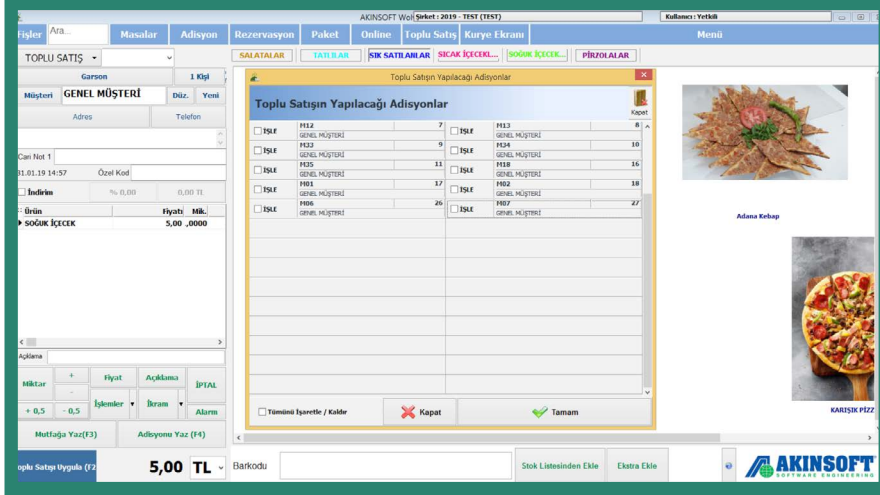 AKINSOFT Wol Şirket : 2019 - TEST (TEST) Kullanıcı : Yetkili
Fişler Ara... Masalar Adisyon Rezervasyon Paket Online Toplu Satış Kurye Ekranı Menü
TOPLU SATIŞ
SALATALAR TATLILAR SIK SATILANLAR SICAK İÇECEKL... SOĞUK İÇECEK... PİRZOLALAR
Garson 1 Kişi
Müşteri GENEL MÜŞTERİ Düz. Yeni
Adres Telefon
Cari Not 1
31.01.19 14:57 Özel Kod
İndirim % 0,00 0,00 TL
Ürün Fiyatı Mik.
SOĞUK İÇECEK 5,00 ,0000
Açıklama
Miktar + - Fiyat Açıklama İPTAL
+ 0,5 - 0,5 İşlemler İkram Alarm
Mutfağa Yaz(F3) Adisyonu Yaz (F4)
Toplu Satışı Uygula (F2 5,00 TL
Toplu Satışın Yapılacağı Adisyonlar
Toplu Satışın Yapılacağı Adisyonlar
Kapat
İŞLE M12 7 İŞLE M13 8
GENEL MÜŞTERİ GENEL MÜŞTERİ
İŞLE M33 9 İŞLE M34 10
GENEL MÜŞTERİ GENEL MÜŞTERİ
İŞLE M35 11 İŞLE M18 16
GENEL MÜŞTERİ GENEL MÜŞTERİ
İŞLE M01 17 İŞLE M02 18
GENEL MÜŞTERİ GENEL MÜŞTERİ
İŞLE M06 26 İŞLE M07 27
GENEL MÜŞTERİ GENEL MÜŞTERİ
Tümünü İşaretle / Kaldır Kapat Tamam
Adana Kebap
KARIŞIK PİZZ
Barkodu Stok Listesinden Ekle Ekstra Ekle
AKINSOFT
SOFTWARE ENGINEERING